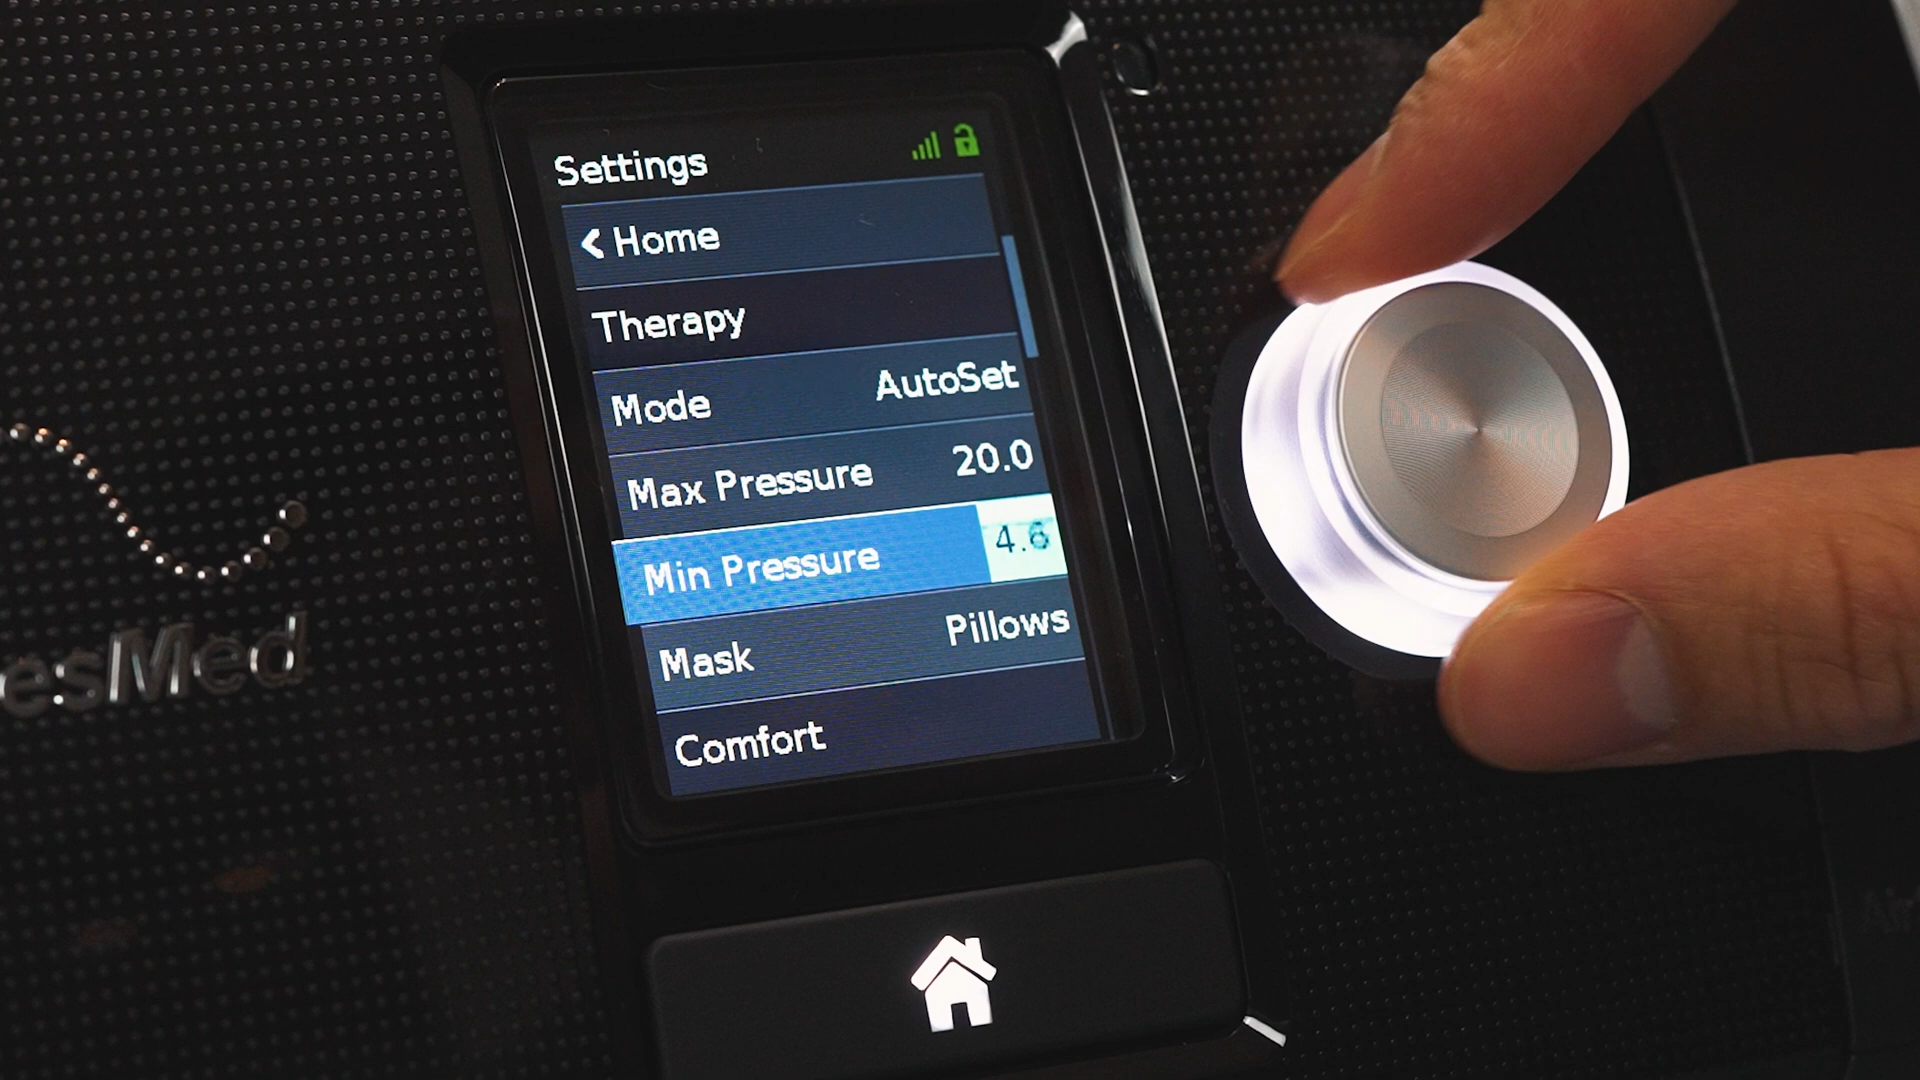 Settings
Home
Therapy
Mode AutoSet
Max Pressure 20.0
Min Pressure 4.6
Mask Pillows
Comfort
esMed